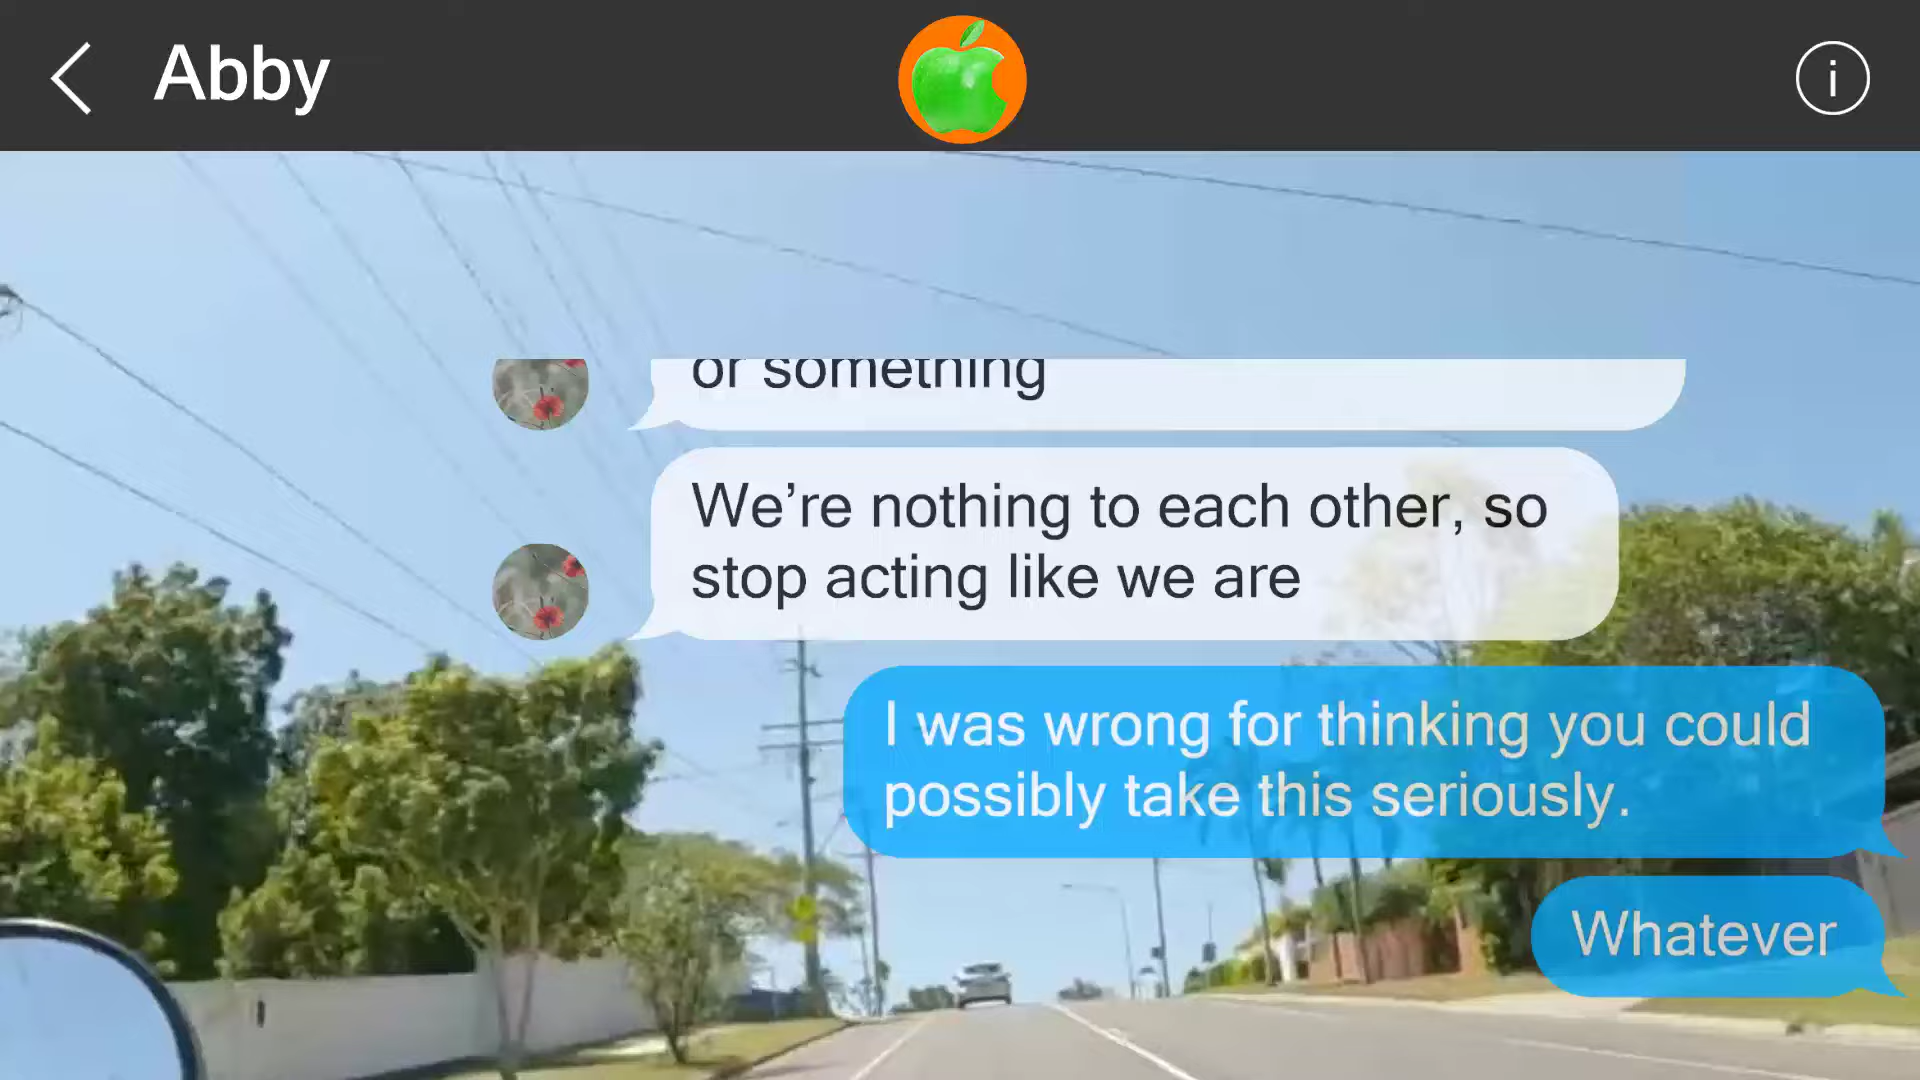 Abby
i
or something
We’re nothing to each other, so
stop acting like we are
I was wrong for thinking you could
possibly take this seriously.
Whatever